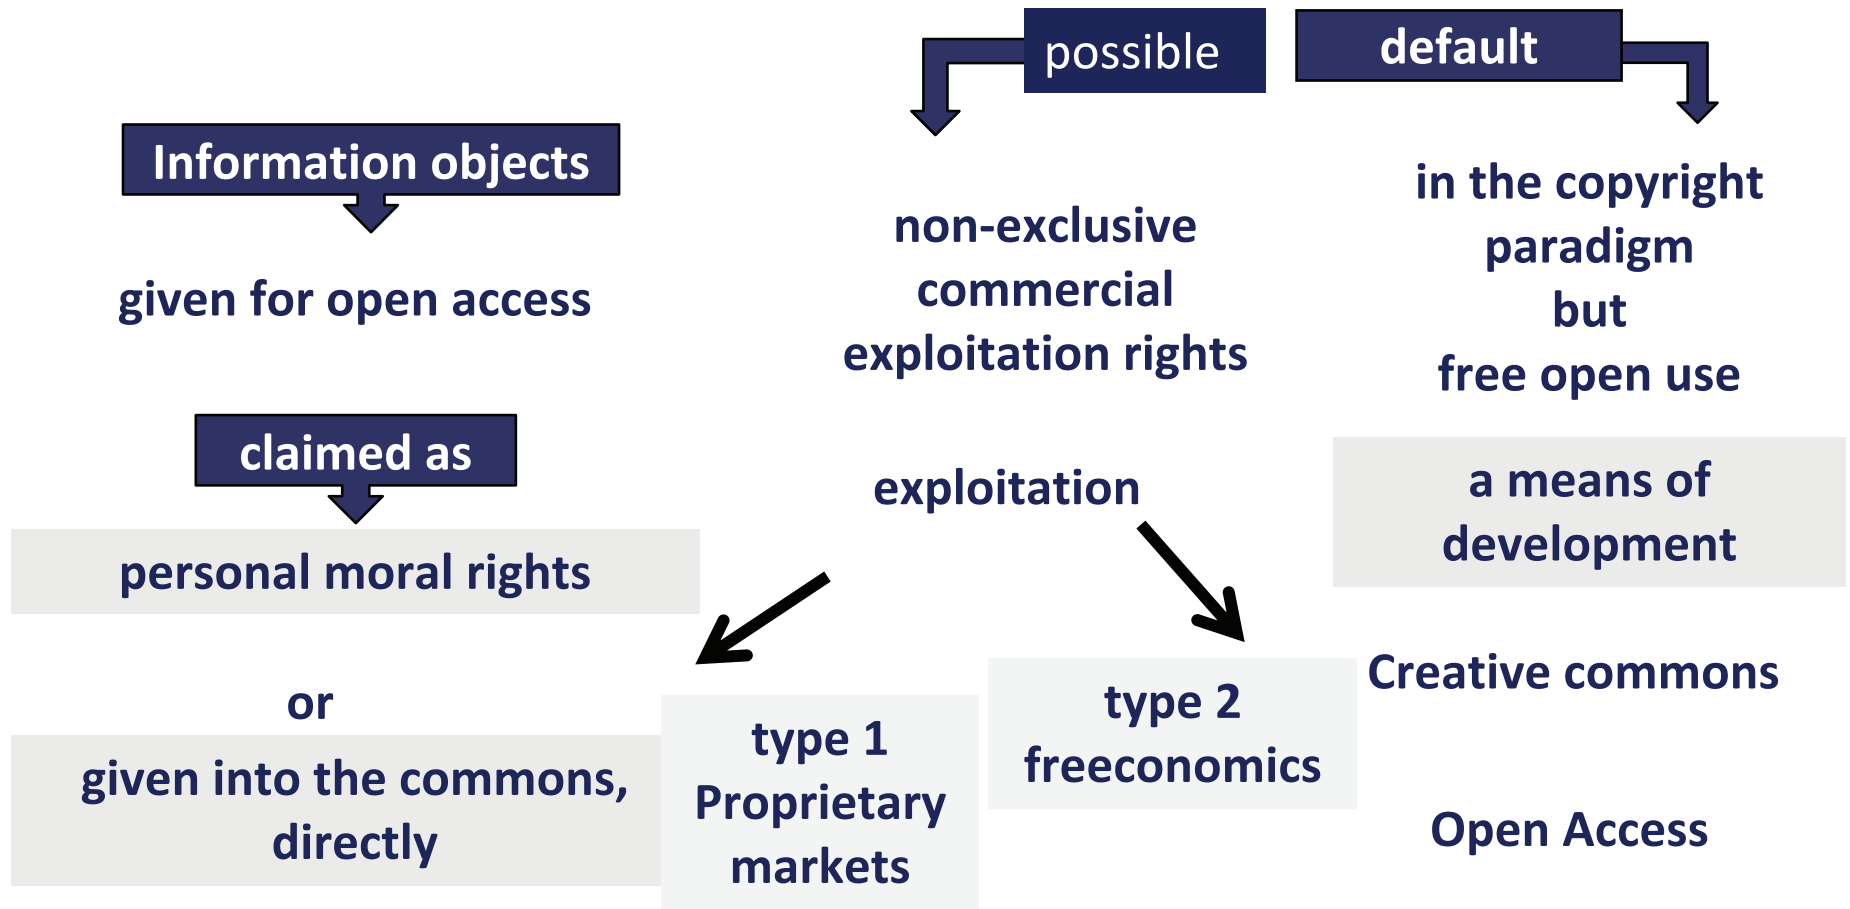 possible
default
Information objects
given for open access
claimed as
personal moral rights
or
given into the commons,
directly
non-exclusive
commercial
exploitation rights
exploitation
type 1
Proprietary
markets
type 2
freeconomics
in the copyright
paradigm
but
free open use
a means of
development
Creative commons
Open Access